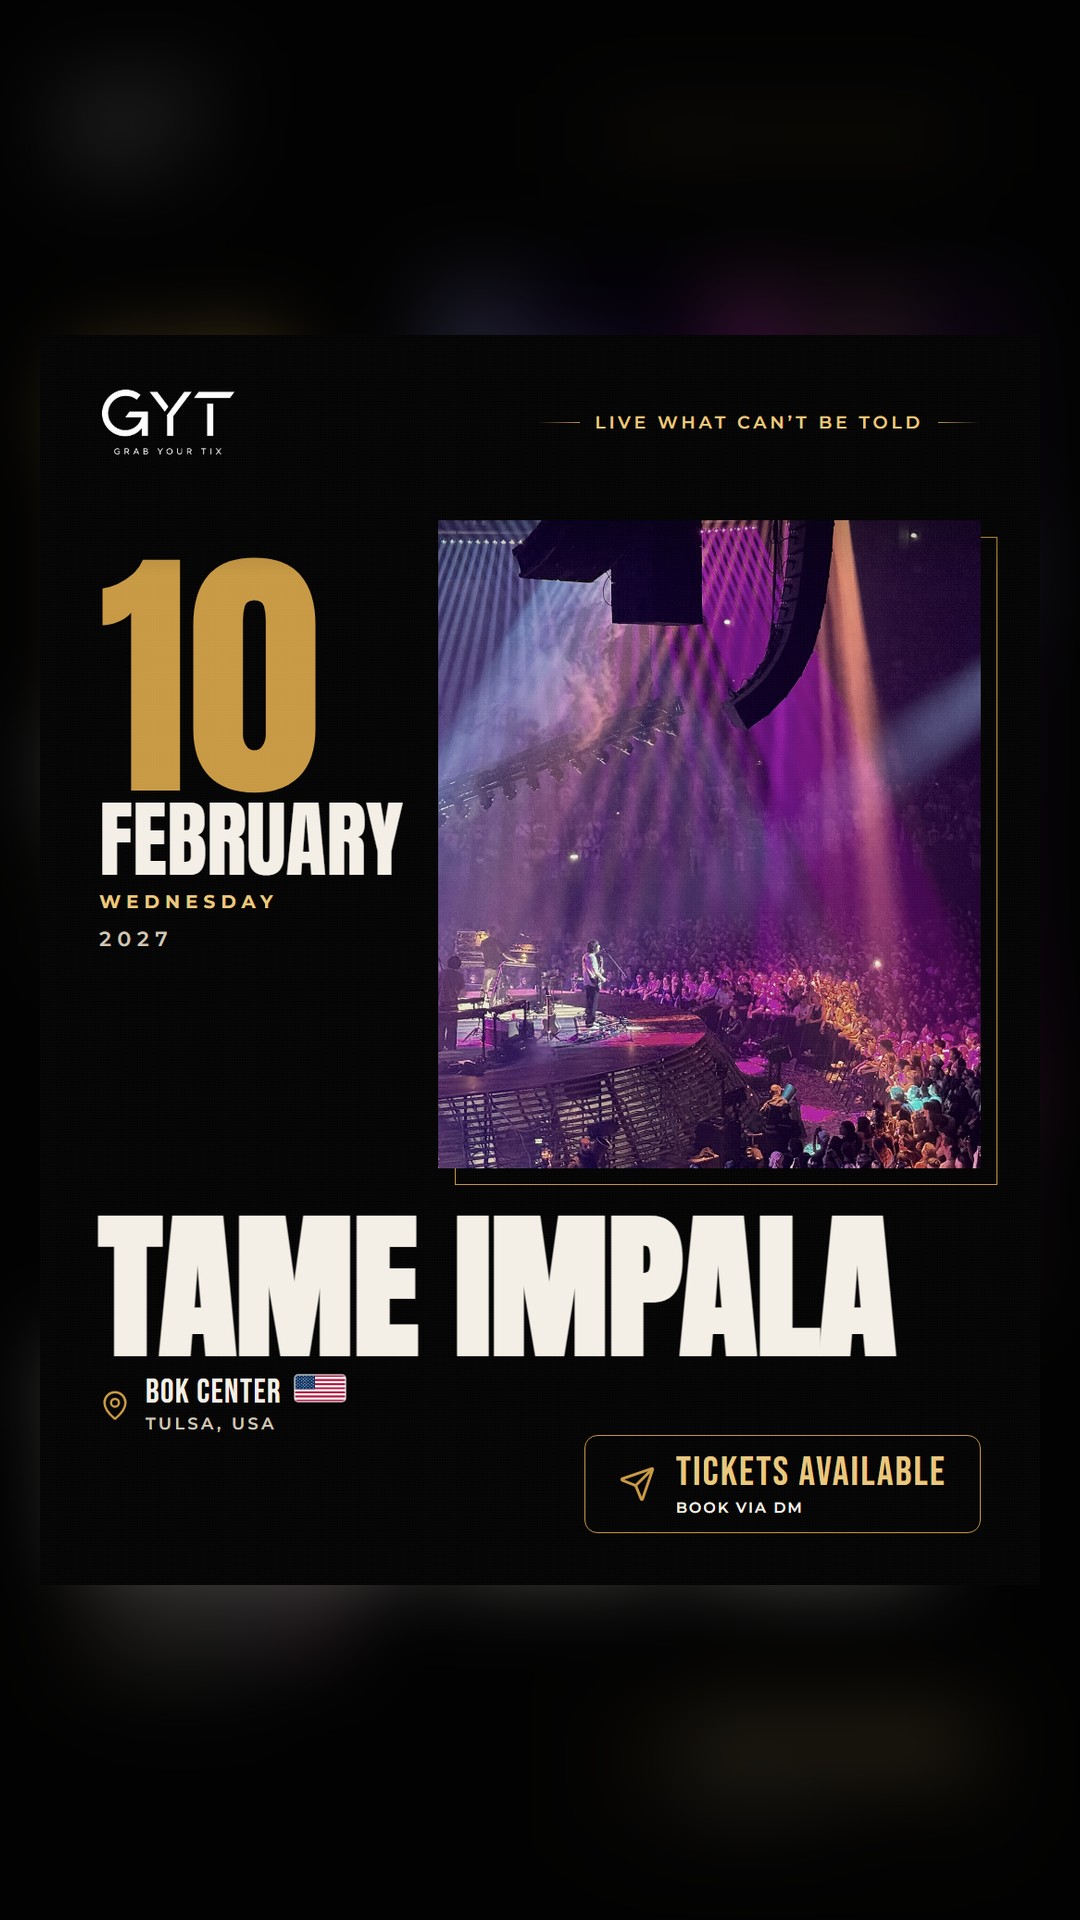 GYT
GRAB YOUR TIX
LIVE WHAT CAN’T BE TOLD
10
FEBRUARY
WEDNESDAY
2027
TAME IMPALA
BOK CENTER
TULSA, USA
TICKETS AVAILABLE
BOOK VIA DM